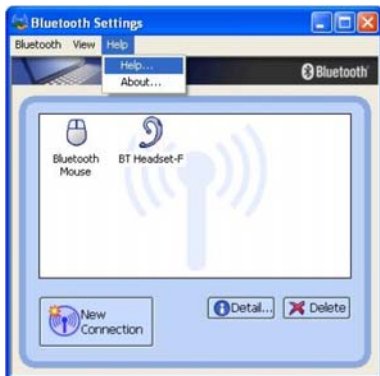 Bluetooth Settings
Bluetooth View Help
Help...
About...
Bluetooth
Bluetooth
Mouse
BT Headset-F
New
Connection
Detail...
Delete